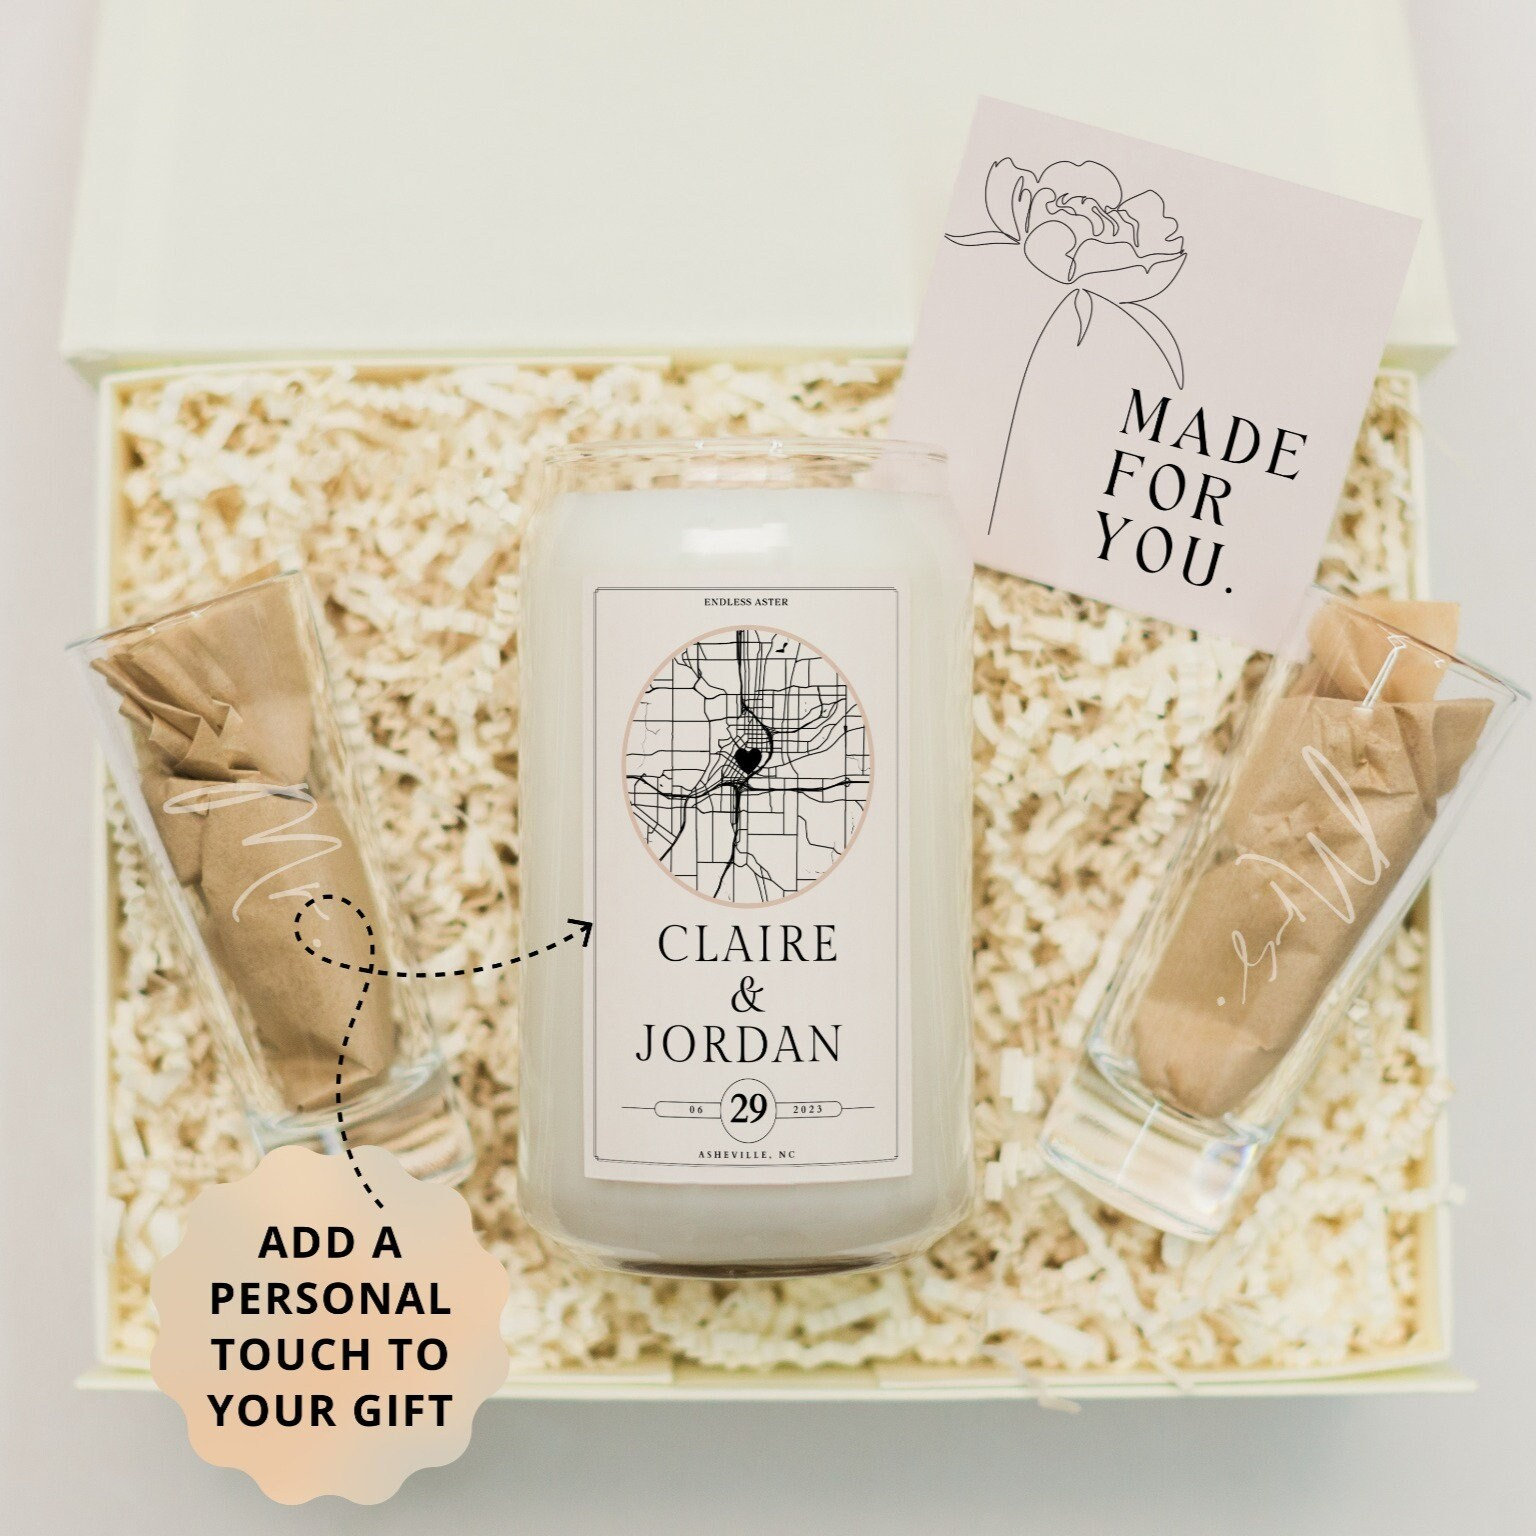 MADE
FOR
YOU.
ENDLESS ASTER
CLAIRE
&
JORDAN
06 29 2023
ASHEVILLE, NC
Mr.
Mrs.
ADD A
PERSONAL
TOUCH TO
YOUR GIFT